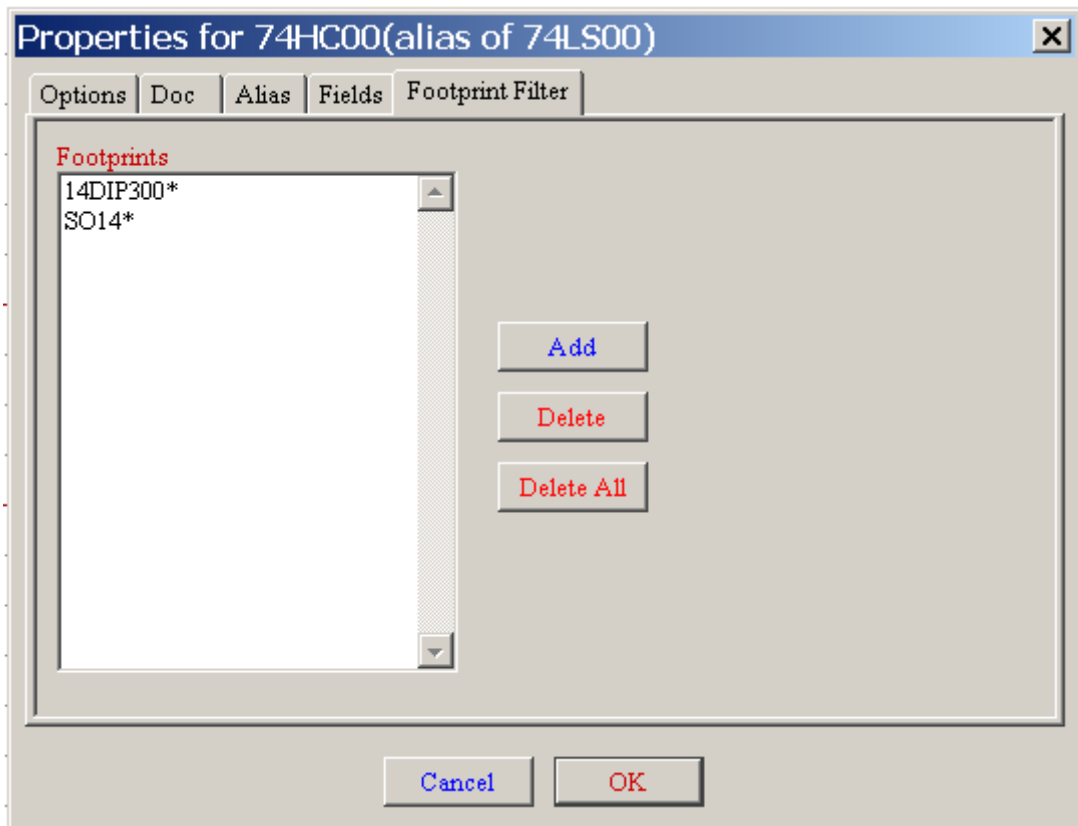 Properties for 74HC00(alias of 74LS00)
Options Doc Alias Fields Footprint Filter
Footprints
14DIP300*
SO14*
Add
Delete
Delete All
Cancel OK